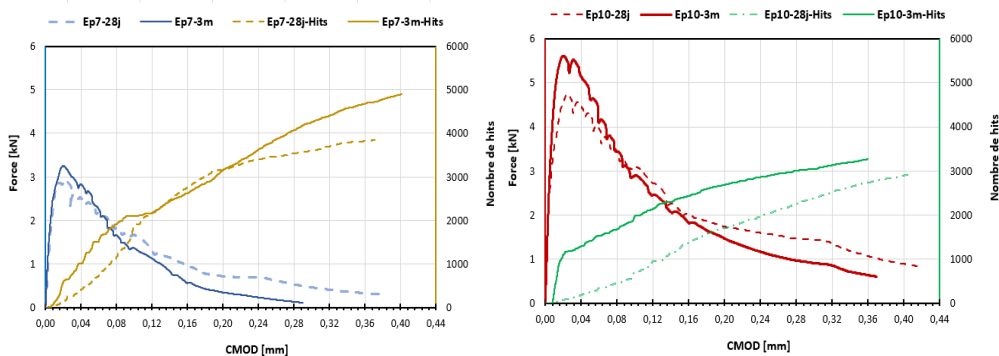 Ep7-28j Ep7-3m Ep7-28j-Hits Ep7-3m-Hits
6
5
4
3
2
1
0
Force [kN]
6000
5000
4000
3000
2000
1000
0
Nombre de hits
0,00 0,04 0,08 0,12 0,16 0,20 0,24 0,28 0,32 0,36 0,40 0,44
CMOD [mm]
Ep10-28j Ep10-3m Ep10-28j-Hits Ep10-3m-Hits
6
5
4
3
2
1
0
Force [kN]
6000
5000
4000
3000
2000
1000
0
Nombre de hits
0,00 0,04 0,08 0,12 0,16 0,20 0,24 0,28 0,32 0,36 0,40 0,44
CMOD [mm]